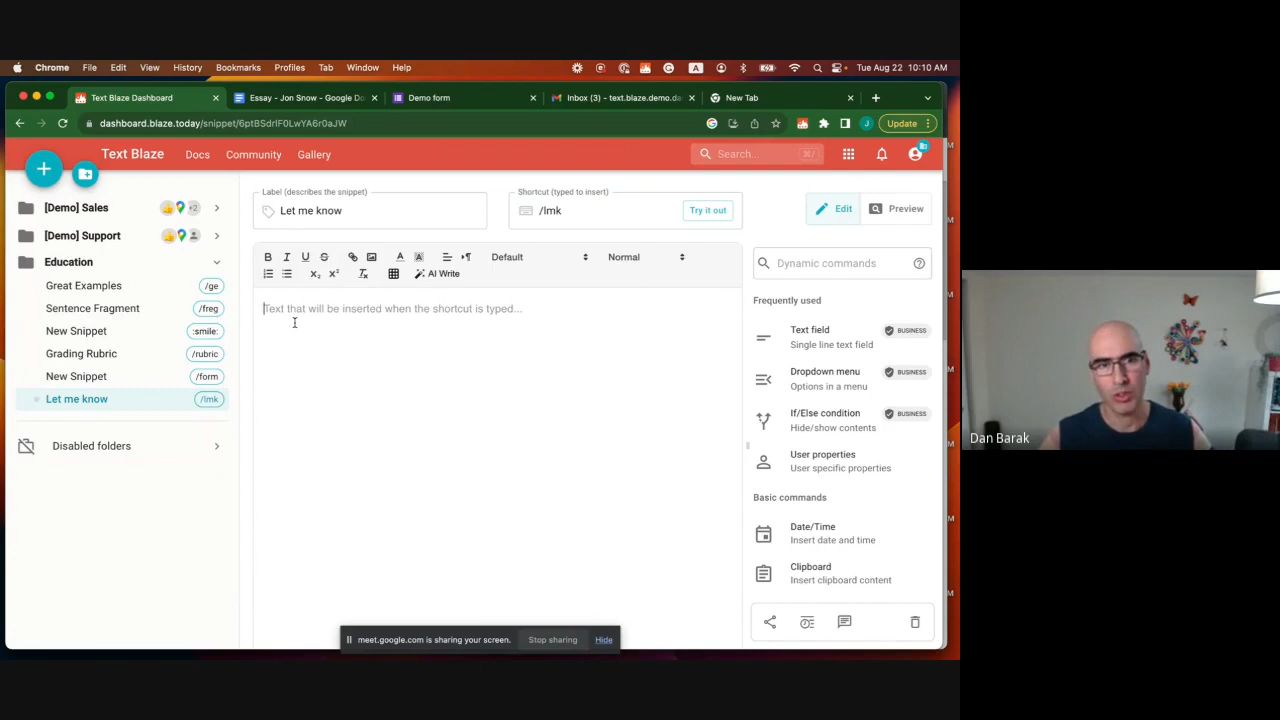 Chrome File Edit View History Bookmarks Profiles Tab Window Help
A
Tue Aug 22 10:10 AM
Text Blaze Dashboard
Essay - Jon Snow - Google Do
Demo form
Inbox (3) - text.blaze.demo.da
New Tab
dashboard.blaze.today/snippet/6ptBSdrIF0LwYA6r0aJW
J
Update
Text Blaze
Docs
Community
Gallery
Search...
⌘/
[Demo] Sales
+2
[Demo] Support
Education
Great Examples
/ge
Sentence Fragment
/freg
New Snippet
:smile:
Grading Rubric
/rubric
New Snippet
/form
Let me know
/lmk
Disabled folders
Label (describes the snippet)
Let me know
Shortcut (typed to insert)
/lmk
Try it out
Edit
Preview
B I U S A A Default Normal
X₂ X² AI Write
Text that will be inserted when the shortcut is typed...
Dynamic commands
Frequently used
Text field
BUSINESS
Single line text field
Dropdown menu
BUSINESS
Options in a menu
If/Else condition
BUSINESS
Hide/show contents
User properties
User specific properties
Basic commands
Date/Time
Insert date and time
Clipboard
Insert clipboard content
meet.google.com is sharing your screen.
Stop sharing
Hide
Dan Barak